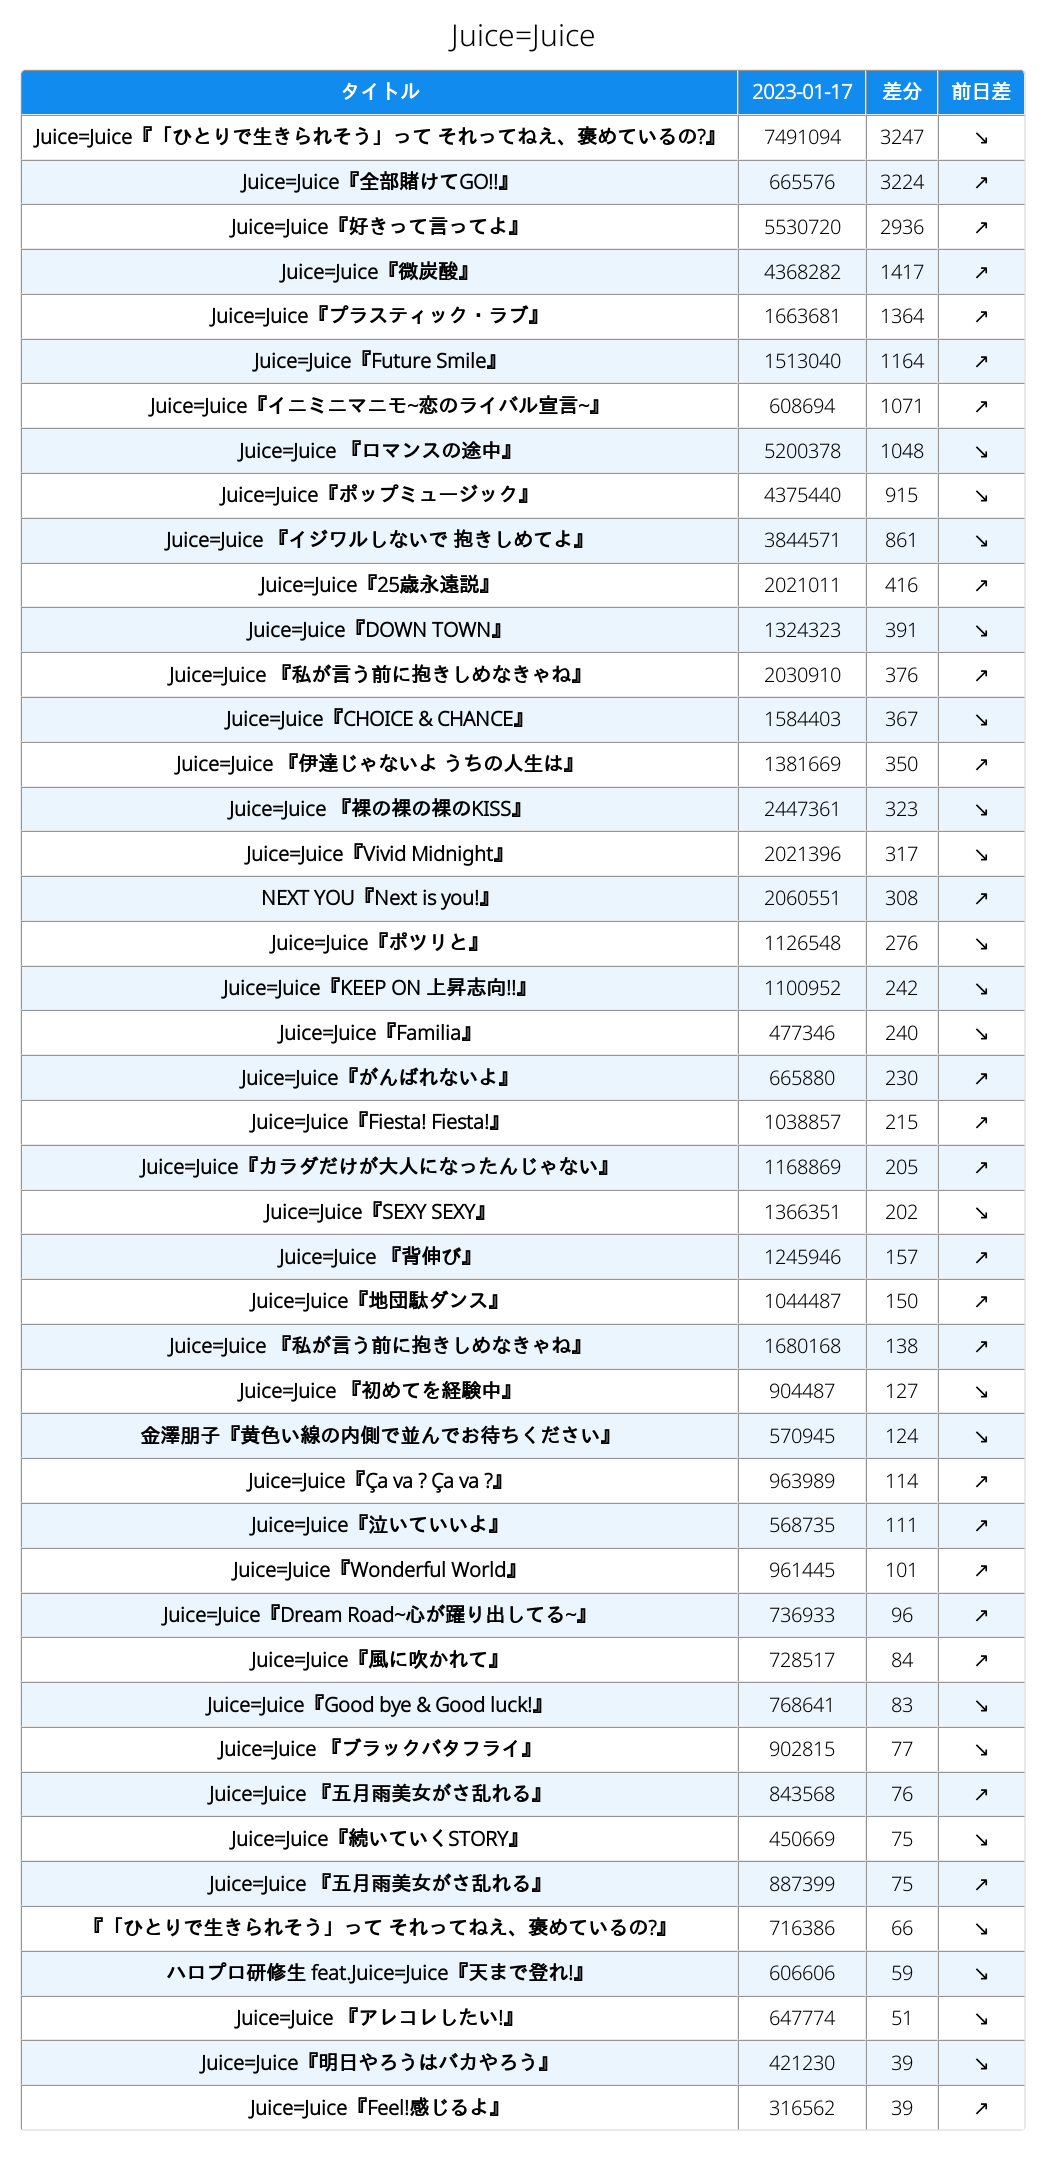 Juice=Juice
タイトル 2023-01-17 差分 前日差
Juice=Juice『「ひとりで生きられそう」って それってねえ、褒めているの?』 7491094 3247 ↘
Juice=Juice『全部賭けてGO!!』 665576 3224 ↗
Juice=Juice『好きって言ってよ』 5530720 2936 ↗
Juice=Juice『微炭酸』 4368282 1417 ↗
Juice=Juice『プラスティック・ラブ』 1663681 1364 ↗
Juice=Juice『Future Smile』 1513040 1164 ↗
Juice=Juice『イニミニマニモ~恋のライバル宣言~』 608694 1071 ↗
Juice=Juice 『ロマンスの途中』 5200378 1048 ↘
Juice=Juice『ポップミュージック』 4375440 915 ↘
Juice=Juice 『イジワルしないで 抱きしめてよ』 3844571 861 ↘
Juice=Juice『25歳永遠説』 2021011 416 ↗
Juice=Juice『DOWN TOWN』 1324323 391 ↘
Juice=Juice 『私が言う前に抱きしめなきゃね』 2030910 376 ↗
Juice=Juice『CHOICE & CHANCE』 1584403 367 ↘
Juice=Juice 『伊達じゃないよ うちの人生は』 1381669 350 ↗
Juice=Juice 『裸の裸の裸のKISS』 2447361 323 ↘
Juice=Juice『Vivid Midnight』 2021396 317 ↘
NEXT YOU『Next is you!』 2060551 308 ↗
Juice=Juice『ポツリと』 1126548 276 ↘
Juice=Juice『KEEP ON 上昇志向!!』 1100952 242 ↘
Juice=Juice『Familia』 477346 240 ↘
Juice=Juice『がんばれないよ』 665880 230 ↗
Juice=Juice『Fiesta! Fiesta!』 1038857 215 ↗
Juice=Juice『カラダだけが大人になったんじゃない』 1168869 205 ↗
Juice=Juice『SEXY SEXY』 1366351 202 ↘
Juice=Juice 『背伸び』 1245946 157 ↗
Juice=Juice『地団駄ダンス』 1044487 150 ↗
Juice=Juice 『私が言う前に抱きしめなきゃね』 1680168 138 ↗
Juice=Juice 『初めてを経験中』 904487 127 ↘
金澤朋子『黄色い線の内側で並んでお待ちください』 570945 124 ↘
Juice=Juice『Ça va ? Ça va ?』 963989 114 ↗
Juice=Juice『泣いていいよ』 568735 111 ↗
Juice=Juice『Wonderful World』 961445 101 ↗
Juice=Juice『Dream Road~心が躍り出してる~』 736933 96 ↗
Juice=Juice『風に吹かれて』 728517 84 ↗
Juice=Juice『Good bye & Good luck!』 768641 83 ↘
Juice=Juice 『ブラックバタフライ』 902815 77 ↘
Juice=Juice 『五月雨美女がさ乱れる』 843568 76 ↗
Juice=Juice『続いていくSTORY』 450669 75 ↘
Juice=Juice 『五月雨美女がさ乱れる』 887399 75 ↗
『「ひとりで生きられそう」って それってねえ、褒めているの?』 716386 66 ↘
ハロプロ研修生 feat.Juice=Juice『天まで登れ!』 606606 59 ↘
Juice=Juice 『アレコレしたい!』 647774 51 ↘
Juice=Juice『明日やろうはバカやろう』 421230 39 ↘
Juice=Juice『Feel!感じるよ』 316562 39 ↗